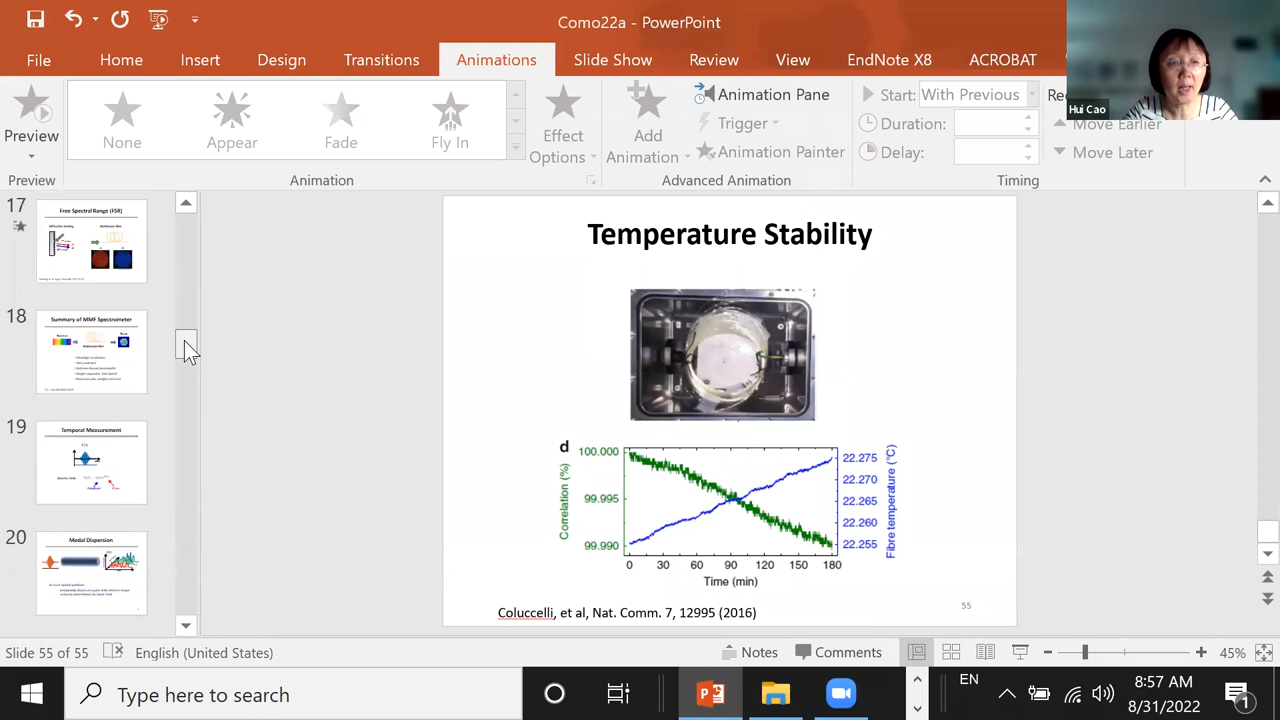 Como22a - PowerPoint
File Home Insert Design Transitions Animations Slide Show Review View EndNote X8 ACROBAT
Hui Cao
Preview
None Appear Fade Fly In
Effect Options
Add Animation
Animation Pane
Trigger
Animation Painter
Start: With Previous
Duration:
Delay:
Move Earlier
Move Later
Preview Animation Advanced Animation Timing
17
Free Spectral Range (FSR)
18
Summary of MMF Spectrometer
19
Temporal Measurement
20
Modal Dispersion
Temperature Stability
d
100.000
99.995
99.990
Correlation (%)
22.275
22.270
22.265
22.260
22.255
Fibre temperature (°C)
0 30 60 90 120 150 180
Time (min)
Coluccelli, et al, Nat. Comm. 7, 12995 (2016)
55
Slide 55 of 55 English (United States) Notes Comments 45%
Type here to search
EN
8:57 AM
8/31/2022
1